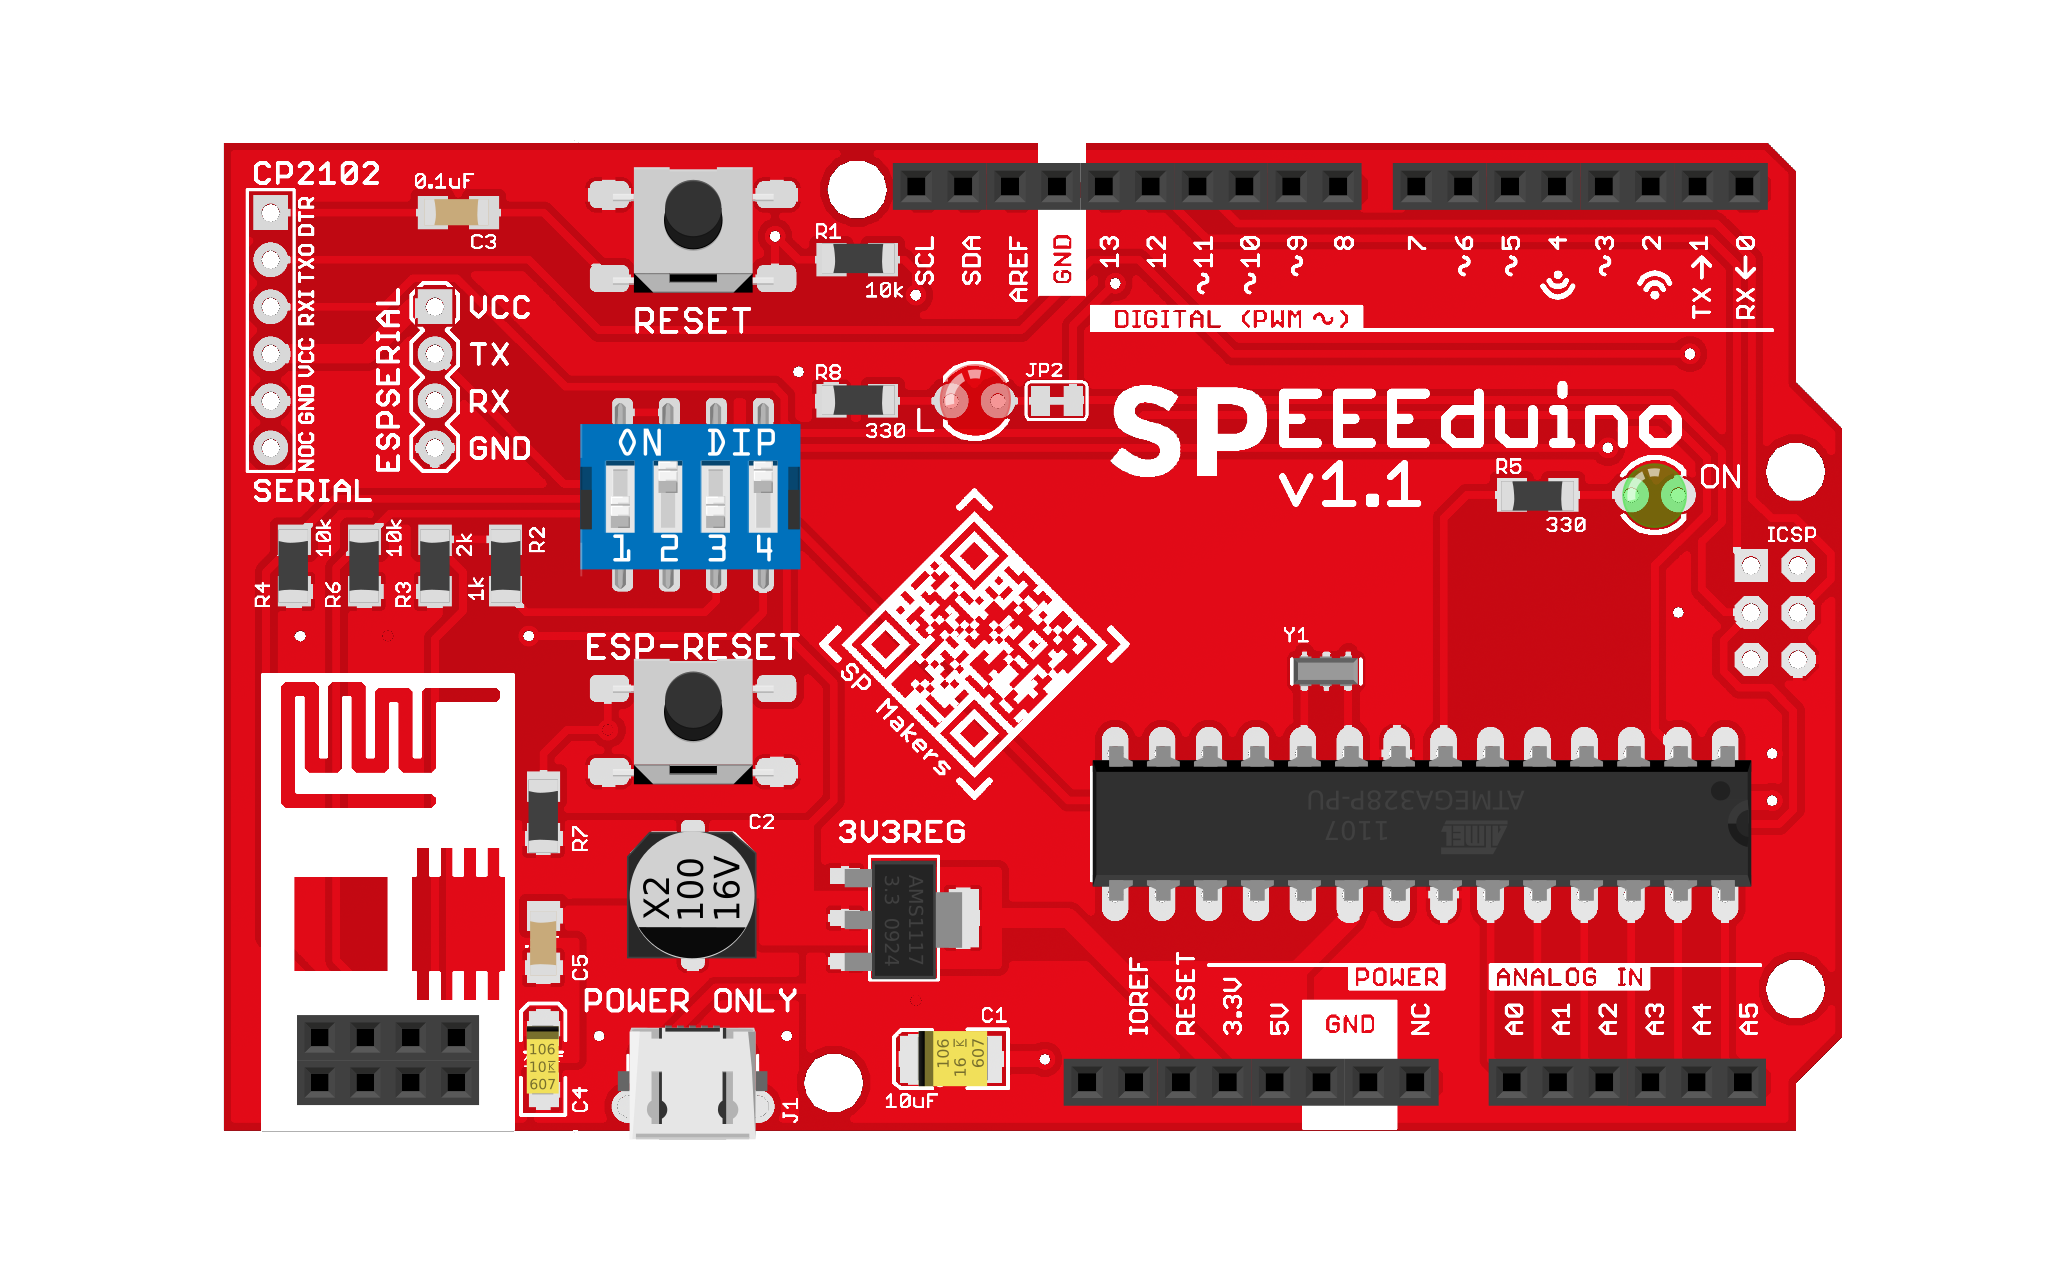 CP2102
DTR
TXO
RXI
VCC
GND
NOC
SERIAL
0.1uF
C3
ESPSERIAL
VCC
TX
RX
GND
RESET
R1
10k
SCL
SDA
AREF
GND
13
12
~11
~10
~9
8
7
~6
~5
4
~3
2
TX→1
RX←0
DIGITAL (PWM ~)
R8
330
L
JP2
SPEEEduino
v1.1
R5
330
ON
ICSP
ON DIP
1 2 3 4
R4
10k
R6
10k
R3
2k
1k
R2
ESP-RESET
SP Makers
Y1
ATMEGA328P-PU
1107
ATMEL
R7
C2
X2
100
16V
3V3REG
AMS1117
3.3 0924
C5
POWER ONLY
106
10K
607
C4
J1
C1
106
16 K
607
10uF
IOREF
RESET
3.3V
5V
GND
NC
POWER
ANALOG IN
A0
A1
A2
A3
A4
A5